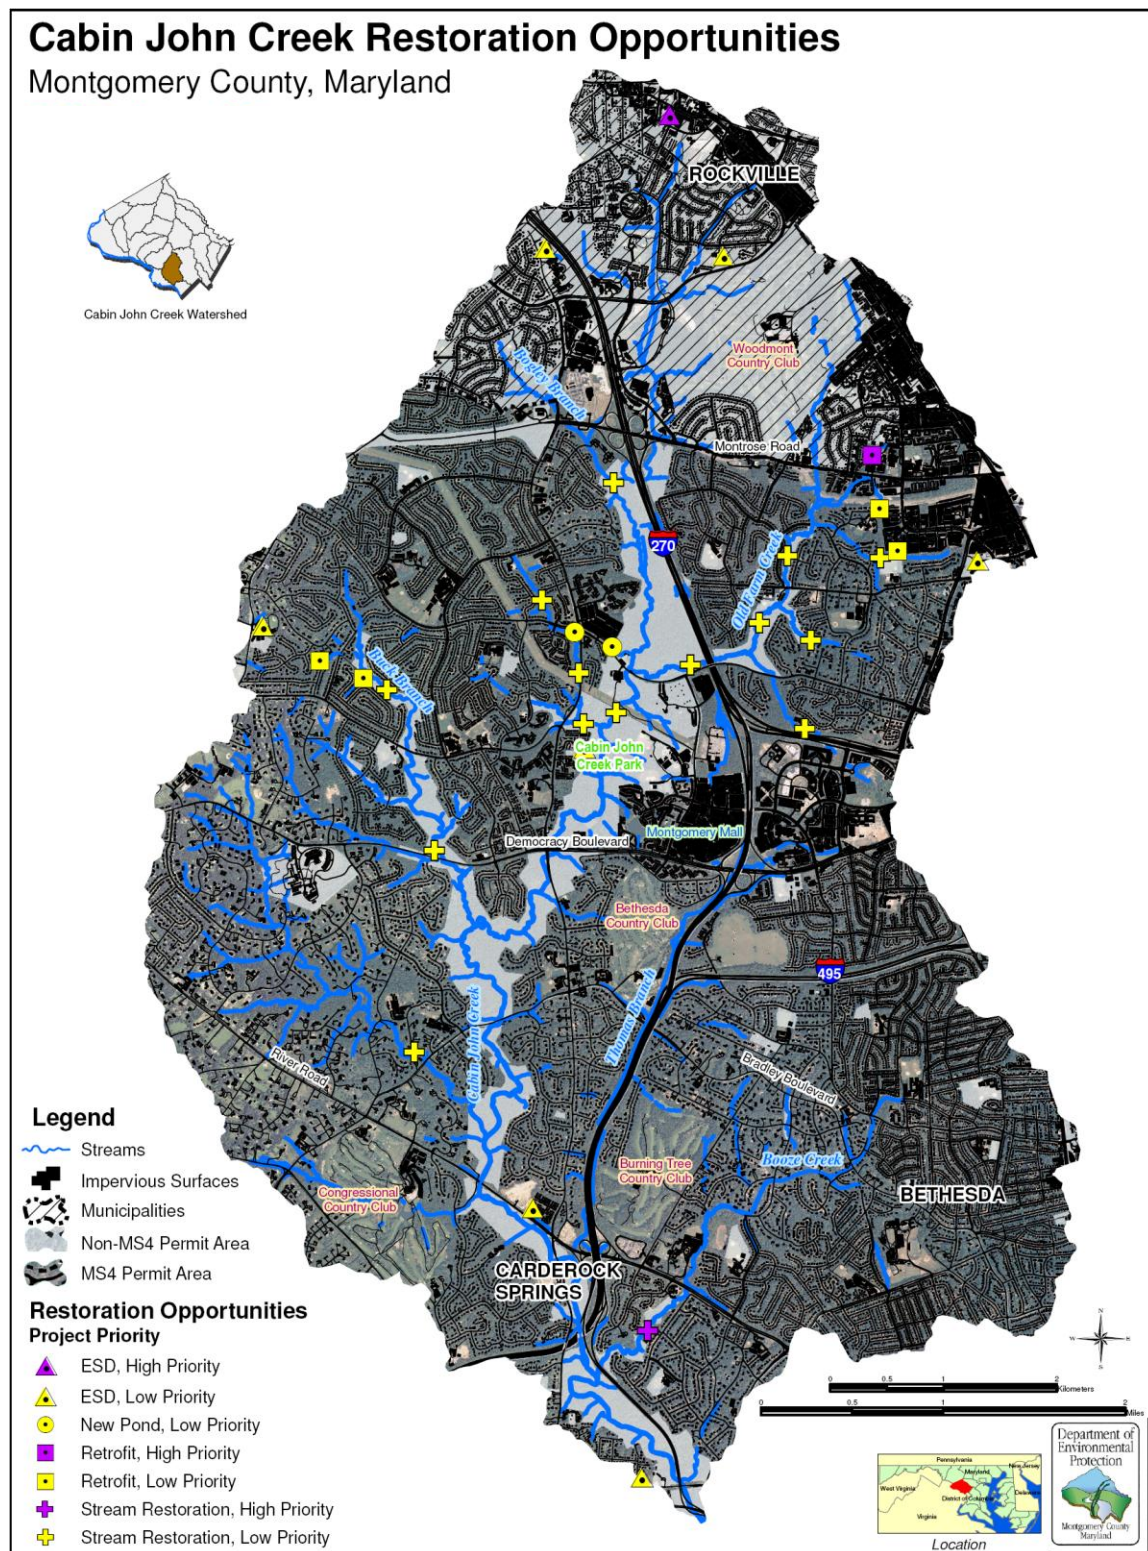 Cabin John Creek Restoration Opportunities
Montgomery County, Maryland
Cabin John Creek Watershed
ROCKVILLE
Woodmont
Country Club
Bogley Branch
Montrose Road
270
Old Farm Creek
Buck Branch
Cabin John
Creek Park
Montgomery Mall
Democracy Boulevard
Bethesda
Country Club
495
Thomas Branch
Cabin John Creek
River Road
Bradley Boulevard
Booze Creek
Burning Tree
Country Club
BETHESDA
Congressional
Country Club
CARDEROCK
SPRINGS
Legend
Streams
Impervious Surfaces
Municipalities
Non-MS4 Permit Area
MS4 Permit Area
Restoration Opportunities
Project Priority
ESD, High Priority
ESD, Low Priority
New Pond, Low Priority
Retrofit, High Priority
Retrofit, Low Priority
Stream Restoration, High Priority
Stream Restoration, Low Priority
N
W E
S
0 0.5 1 2
Kilometers
0 0.5 1 2
Miles
Pennsylvania
Maryland
New Jersey
West Virginia
District of Columbia
Delaware
Virginia
Location
Department of
Environmental
Protection
Montgomery County
Maryland